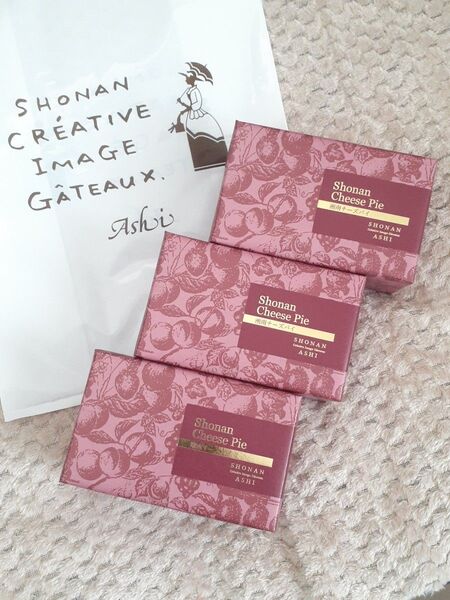 SHONAN
CRÉATIVE
IMAGE
GÂTEAUX.
Ashi
Shonan
Cheese Pie
湘南チーズパイ
SHONAN
ASHI
Shonan
Cheese Pie
湘南チーズパイ
SHONAN
ASHI
Shonan
Cheese Pie
SHONAN
ASHI